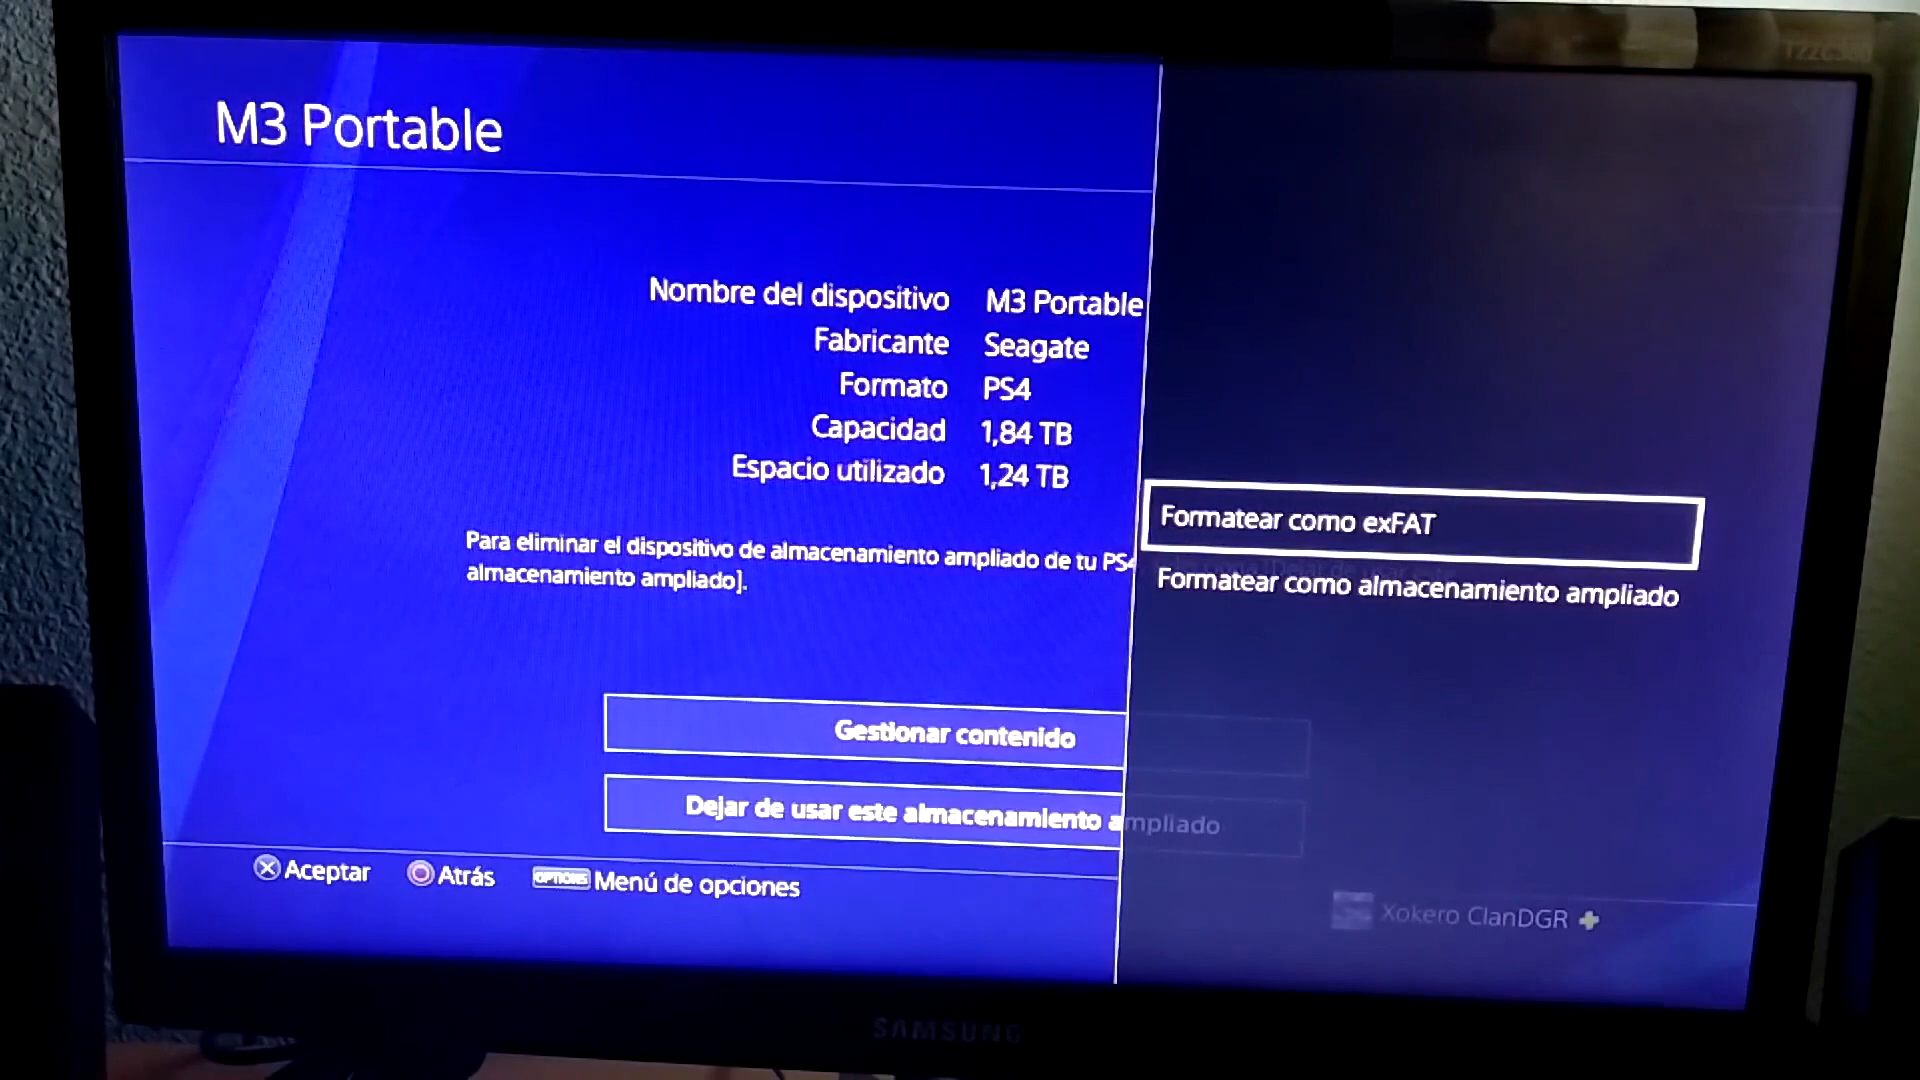 M3 Portable
Nombre del dispositivo M3 Portable
Fabricante Seagate
Formato PS4
Capacidad 1,84 TB
Espacio utilizado 1,24 TB
Para eliminar el dispositivo de almacenamiento ampliado de tu PS4
almacenamiento ampliado].
Formatear como exFAT
Formatear como almacenamiento ampliado
Gestionar contenido
Dejar de usar este almacenamiento ampliado
Aceptar Atrás OPTIONS Menú de opciones
Xokero ClanDGR
SAMSUNG